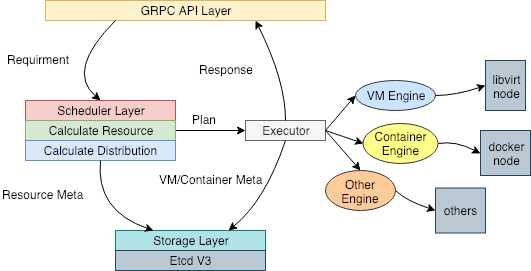 GRPC API Layer
Requirment
Response
Scheduler Layer
Calculate Resource
Calculate Distribution
Plan
Executor
VM Engine
libvirt
node
Container
Engine
docker
node
Other
Engine
others
Resource Meta
VM/Container Meta
Storage Layer
Etcd V3